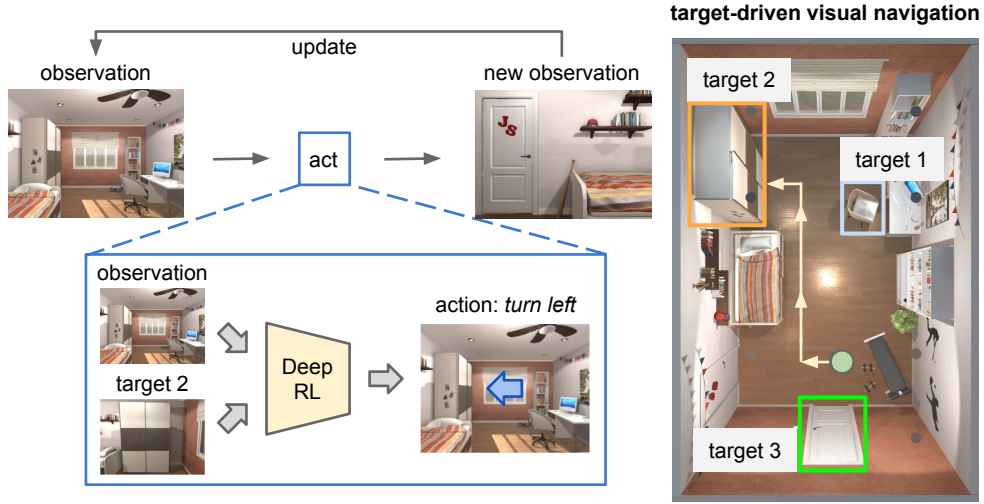 target-driven visual navigation
update
observation
new observation
act
JS
observation
target 2
Deep
RL
action: turn left
target 2
target 1
target 3